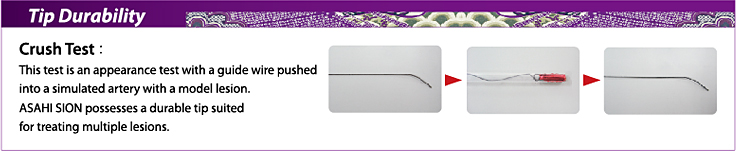 Tip Durability
Crush Test :
This test is an appearance test with a guide wire pushed
into a simulated artery with a model lesion.
ASAHI SION possesses a durable tip suited
for treating multiple lesions.